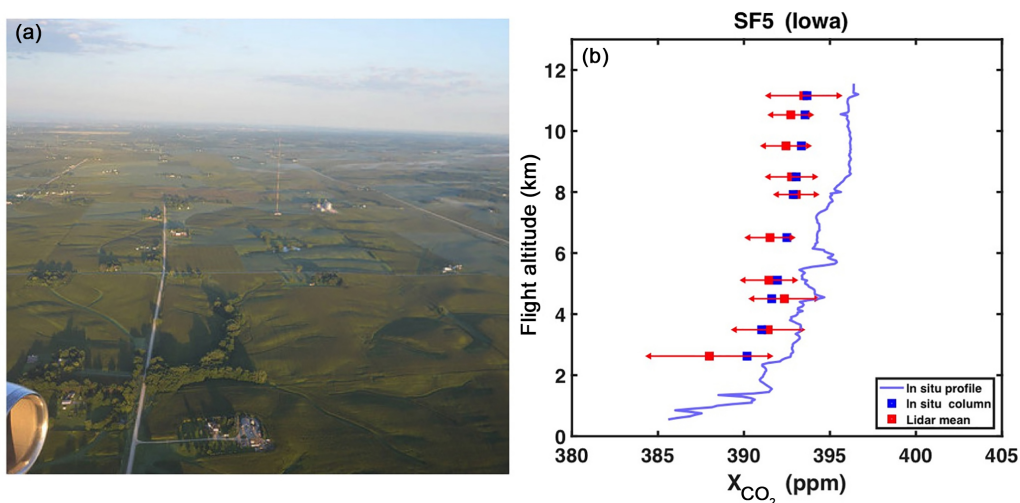 (a)
SF5 (Iowa)
(b)
12
10
8
6
4
2
0
Flight altitude (km)
In situ profile
In situ column
Lidar mean
380
385
390
395
400
405
X_CO₂ (ppm)